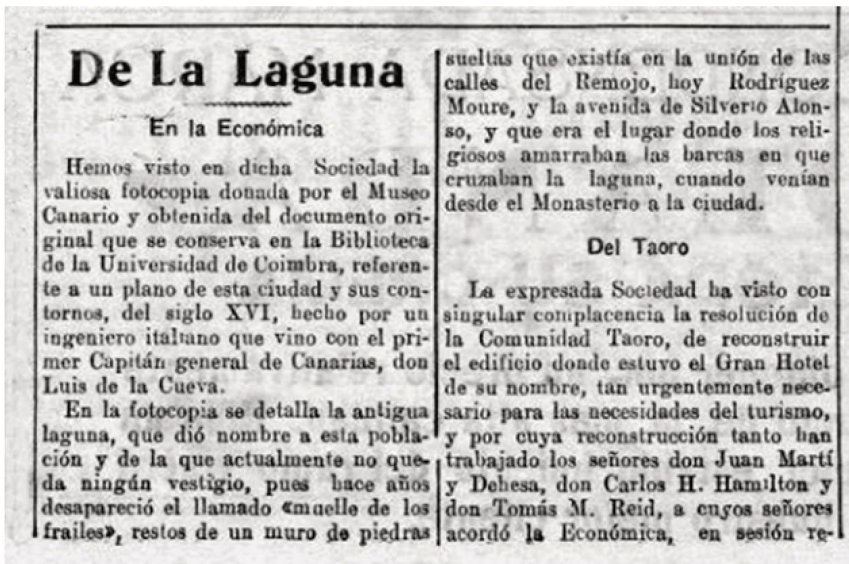 De La Laguna
En la Económica
Hemos visto en dicha Sociedad la
valiosa fotocopia donada por el Museo
Canario y obtenida del documento ori-
ginal que se conserva en la Biblioteca
de la Universidad de Coimbra, referen-
te a un plano de esta ciudad y sus con-
tornos, del siglo XVI, hecho por un
ingeniero italiano que vino con el pri-
mer Capitán general de Canarias, don
Luis de la Cueva.
En la fotocopia se detalla la antigua
laguna, que dió nombre a esta pobla-
ción y de la que actualmente no que-
da ningún vestigio, pues hace años
desapareció el llamado «muelle de los
frailes», restos de un muro de piedras
sueltas que existía en la unión de las
calles del Remojo, hoy Rodríguez
Moure, y la avenida de Silverio Alon-
so, y que era el lugar donde los reli-
giosos amarraban las barcas en que
cruzaban la laguna, cuando venían
desde el Monasterio a la ciudad.
Del Taoro
La expresada Sociedad ha visto con
singular complacencia la resolución de
la Comunidad Taoro, de reconstruir
el edificio donde estuvo el Gran Hotel
de su nombre, tan urgentemente nece-
sario para las necesidades del turismo,
y por cuya reconstrucción tanto han
trabajado los señores don Juan Martí
y Dehesa, don Carlos H. Hamilton y
don Tomás M. Reid, a cuyos señores
acordó la Económica, en sesión re-